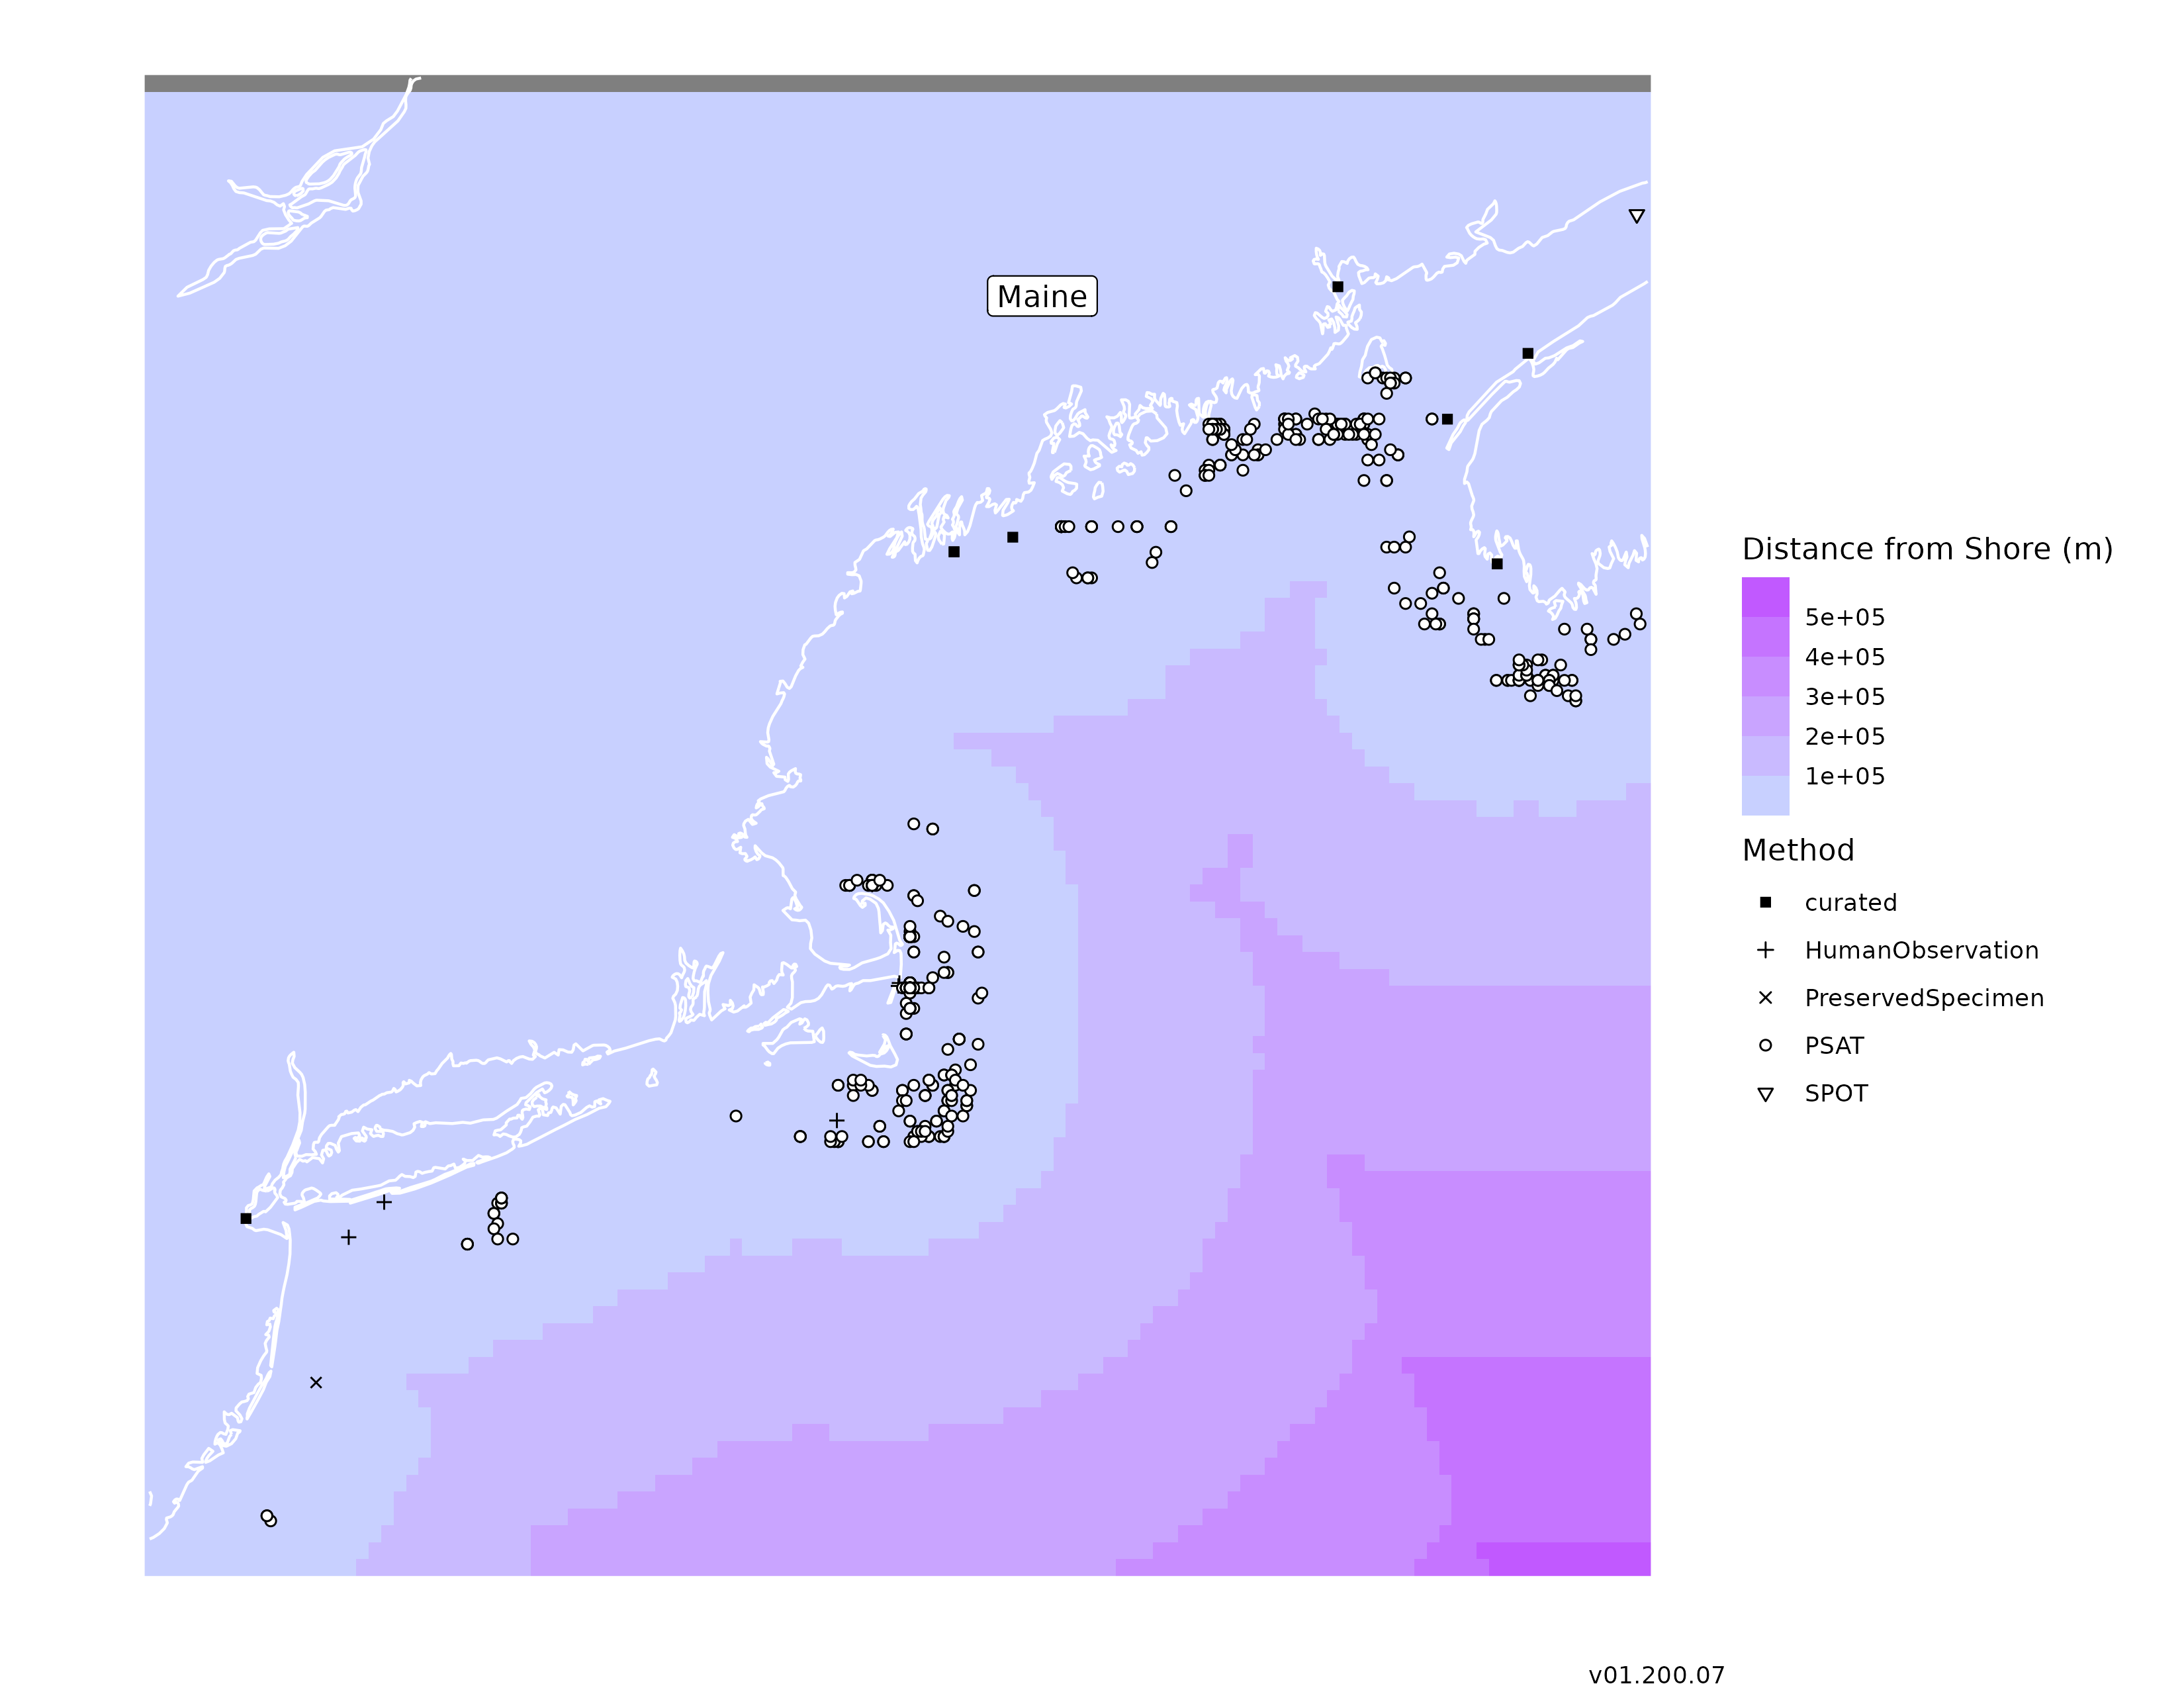 Maine
Distance from Shore (m)
5e+05
4e+05
3e+05
2e+05
1e+05
Method
curated
HumanObservation
PreservedSpecimen
PSAT
SPOT
v01.200.07